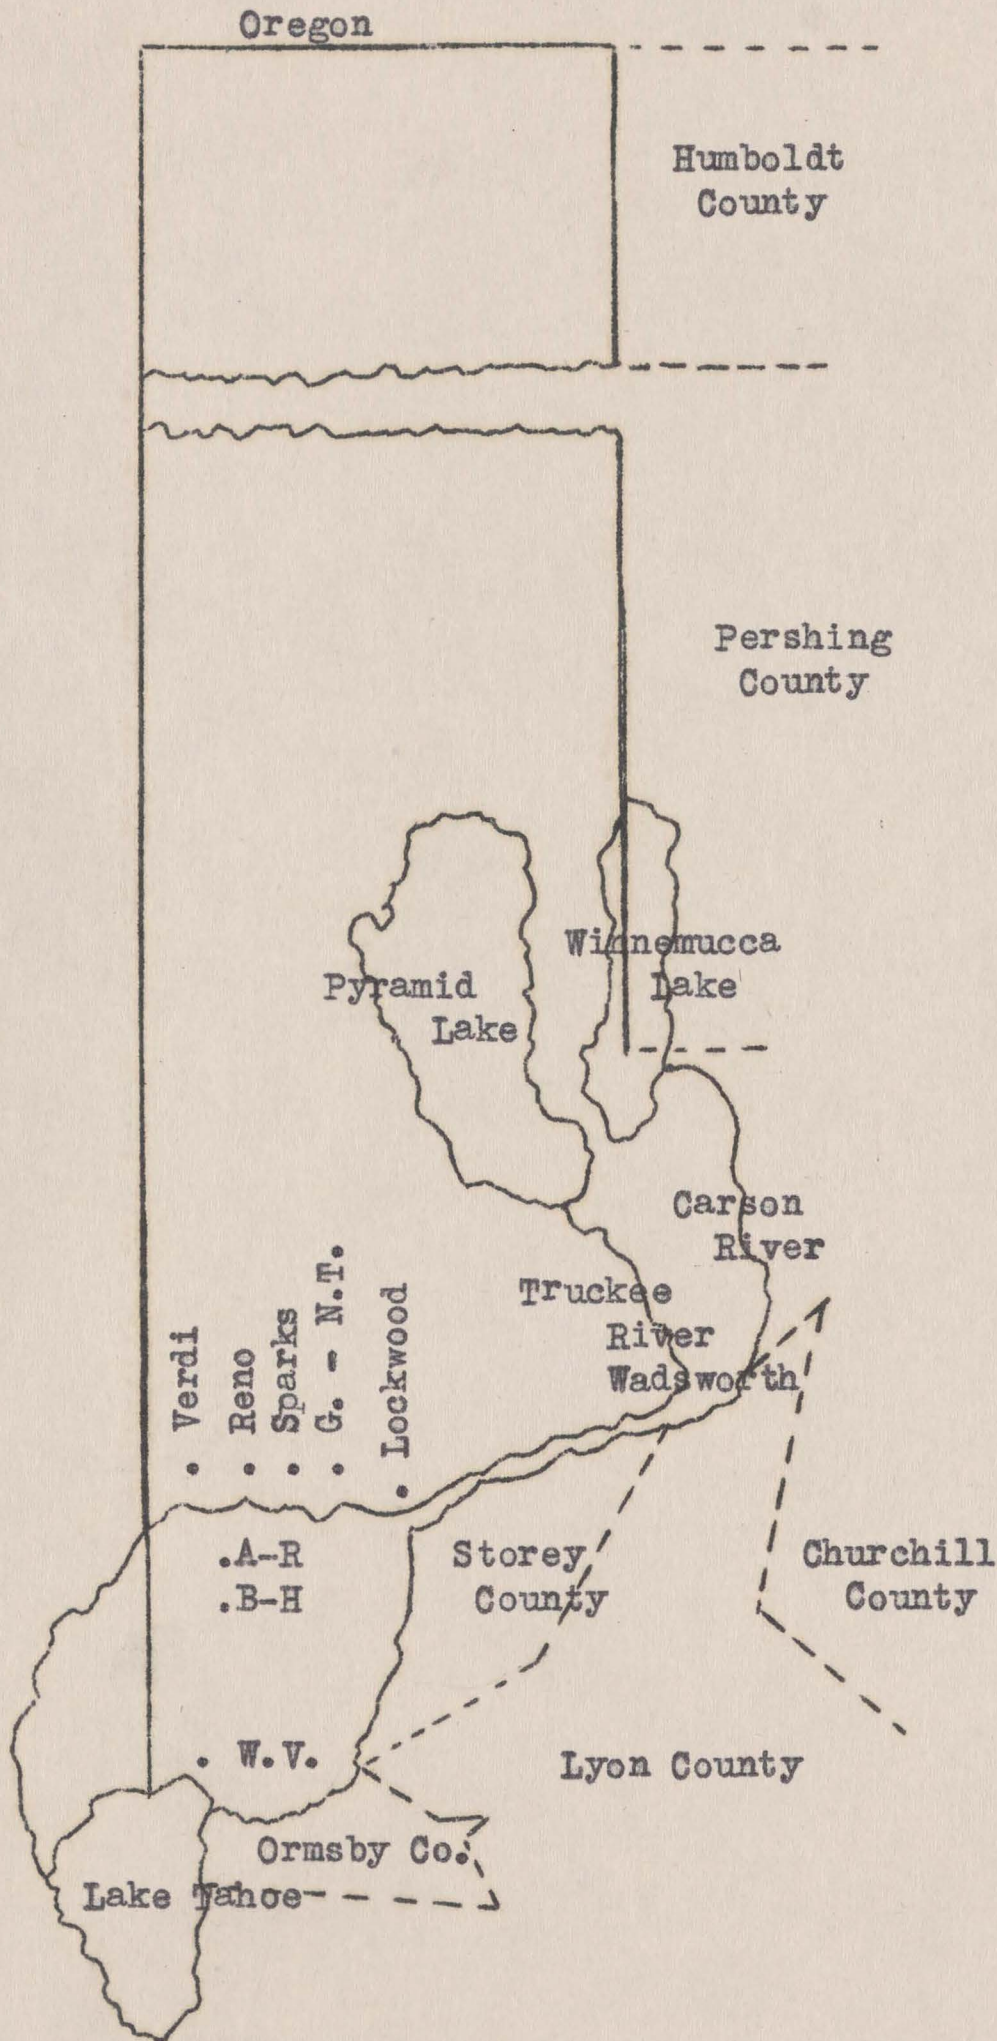 Oregon
Humboldt
County
Pershing
County
Winnemucca
Lake
Pyramid
Lake
Carson
River
Truckee
River
Wadsworth
Verdi
Reno
Sparks
G. - N.T.
Lockwood
.A-R
.B-H
Storey
County
Churchill
County
. W.V.
Lyon County
Ormsby Co.
Lake Tahoe